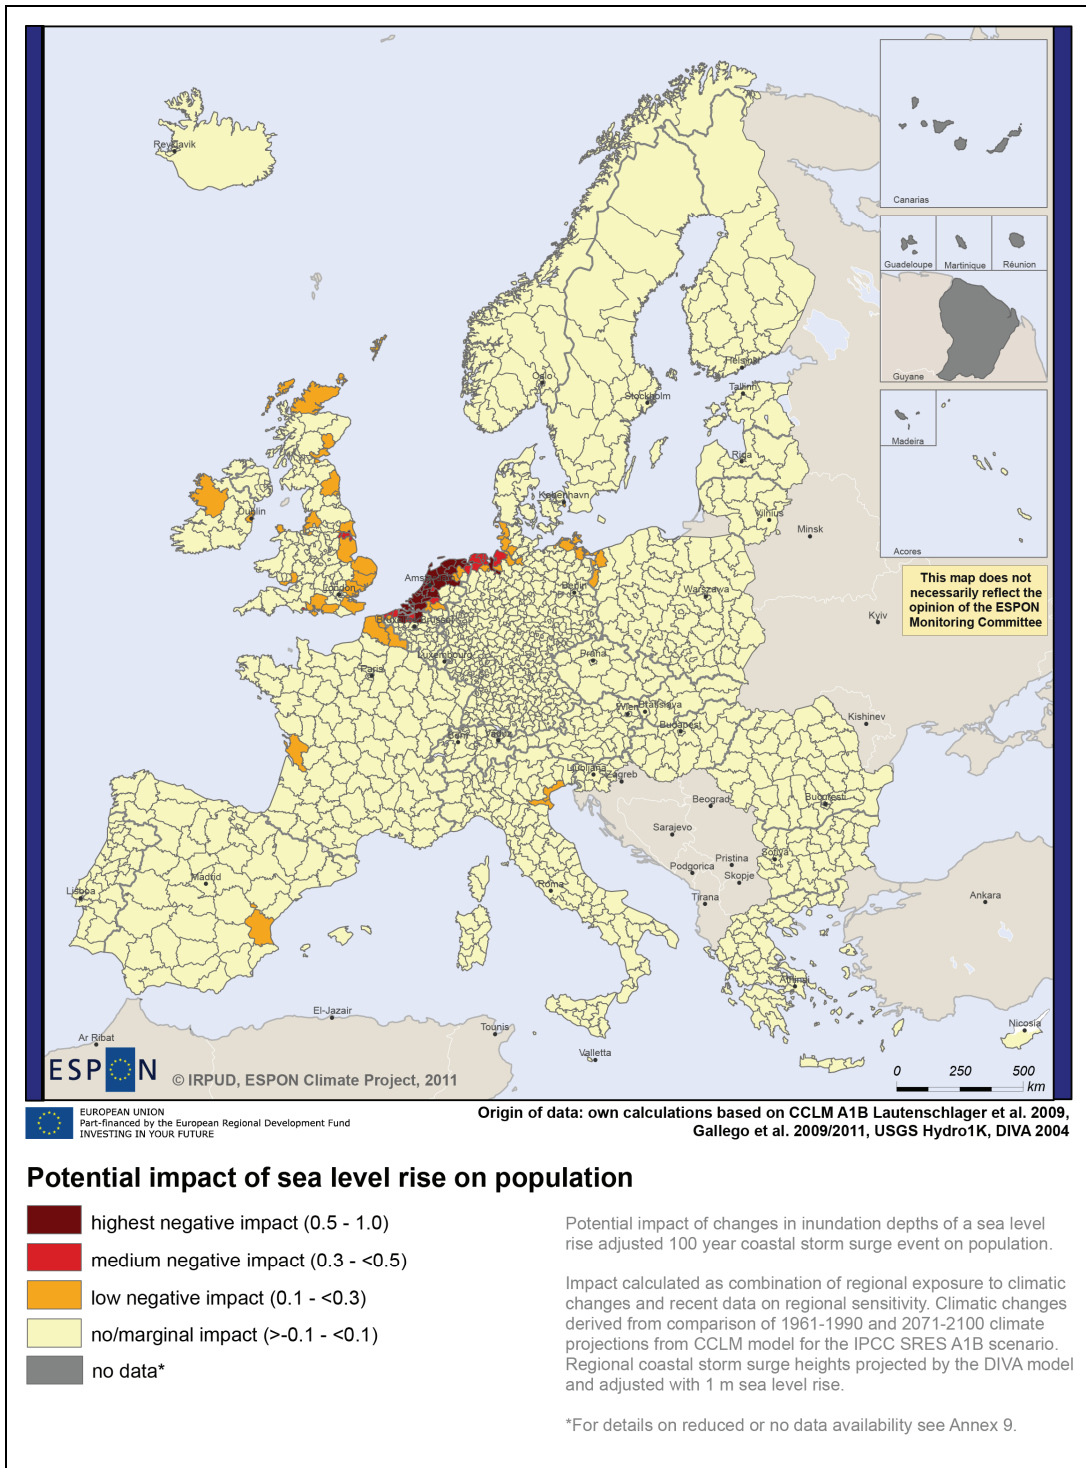 Reykjavik
Canarias
Guadeloupe
Martinique
Réunion
Guyane
Madeira
Acores
Oslo
Helsinki
Tallinn
Stockholm
Riga
København
Vilnius
Minsk
Dublin
London
Amsterdam
Berlin
Warszawa
Kyiv
Luxembourg
Paris
Praha
Wien
Bratislava
Budapest
Kishinev
Bern
Vaduz
Ljubljana
Zagreb
Beograd
Bucuresti
Sarajevo
Pristina
Sofiya
Podgorica
Skopje
Tirana
Roma
Madrid
Lisboa
Ankara
Athinai
El-Jazair
Tounis
Ar Ribat
Valletta
Nicosia
This map does not
necessarily reflect the
opinion of the ESPON
Monitoring Committee
ESPON
© IRPUD, ESPON Climate Project, 2011
0 250 500
km
EUROPEAN UNION
Part-financed by the European Regional Development Fund
INVESTING IN YOUR FUTURE
Origin of data: own calculations based on CCLM A1B Lautenschlager et al. 2009,
Gallego et al. 2009/2011, USGS Hydro1K, DIVA 2004
Potential impact of sea level rise on population
highest negative impact (0.5 - 1.0)
medium negative impact (0.3 - <0.5)
low negative impact (0.1 - <0.3)
no/marginal impact (>-0.1 - <0.1)
no data*
Potential impact of changes in inundation depths of a sea level
rise adjusted 100 year coastal storm surge event on population.
Impact calculated as combination of regional exposure to climatic
changes and recent data on regional sensitivity. Climatic changes
derived from comparison of 1961-1990 and 2071-2100 climate
projections from CCLM model for the IPCC SRES A1B scenario.
Regional coastal storm surge heights projected by the DIVA model
and adjusted with 1 m sea level rise.
*For details on reduced or no data availability see Annex 9.